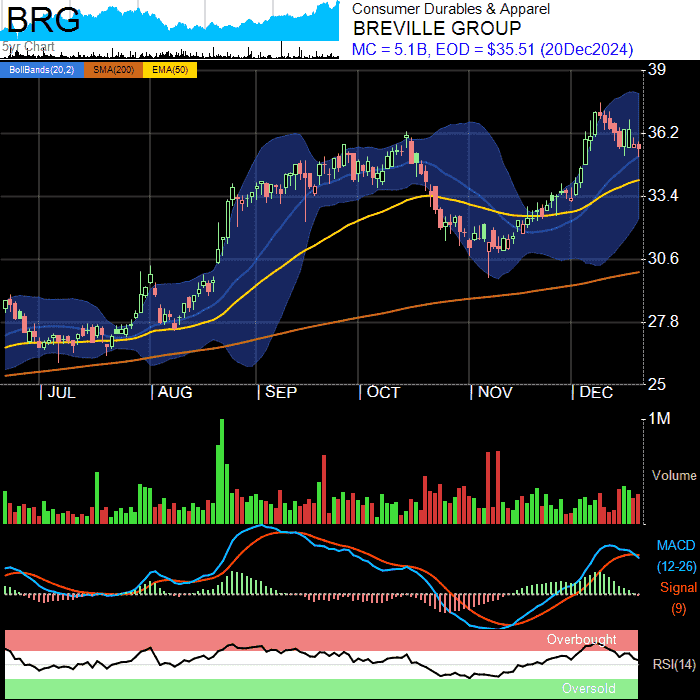 BRG
5yr Chart
Consumer Durables & Apparel
BREVILLE GROUP
MC = 5.1B, EOD = $35.51 (20Dec2024)
BollBands(20,2) SMA(200) EMA(50)
39
36.2
33.4
30.6
27.8
25
JUL AUG SEP OCT NOV DEC
1M
Volume
MACD
(12-26)
Signal
(9)
Overbought
RSI(14)
Oversold